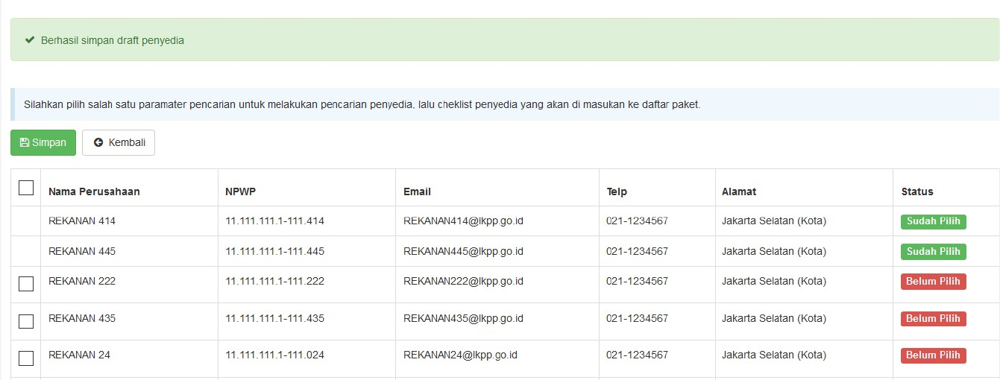 Berhasil simpan draft penyedia
Silahkan pilih salah satu paramater pencarian untuk melakukan pencarian penyedia, lalu cheklist penyedia yang akan di masukan ke daftar paket.
Simpan Kembali
Nama Perusahaan NPWP Email Telp Alamat Status
REKANAN 414 11.111.111.1-111.414 REKANAN414@lkpp.go.id 021-1234567 Jakarta Selatan (Kota) Sudah Pilih
REKANAN 445 11.111.111.1-111.445 REKANAN445@lkpp.go.id 021-1234567 Jakarta Selatan (Kota) Sudah Pilih
REKANAN 222 11.111.111.1-111.222 REKANAN222@lkpp.go.id 021-1234567 Jakarta Selatan (Kota) Belum Pilih
REKANAN 435 11.111.111.1-111.435 REKANAN435@lkpp.go.id 021-1234567 Jakarta Selatan (Kota) Belum Pilih
REKANAN 24 11.111.111.1-111.024 REKANAN24@lkpp.go.id 021-1234567 Jakarta Selatan (Kota) Belum Pilih